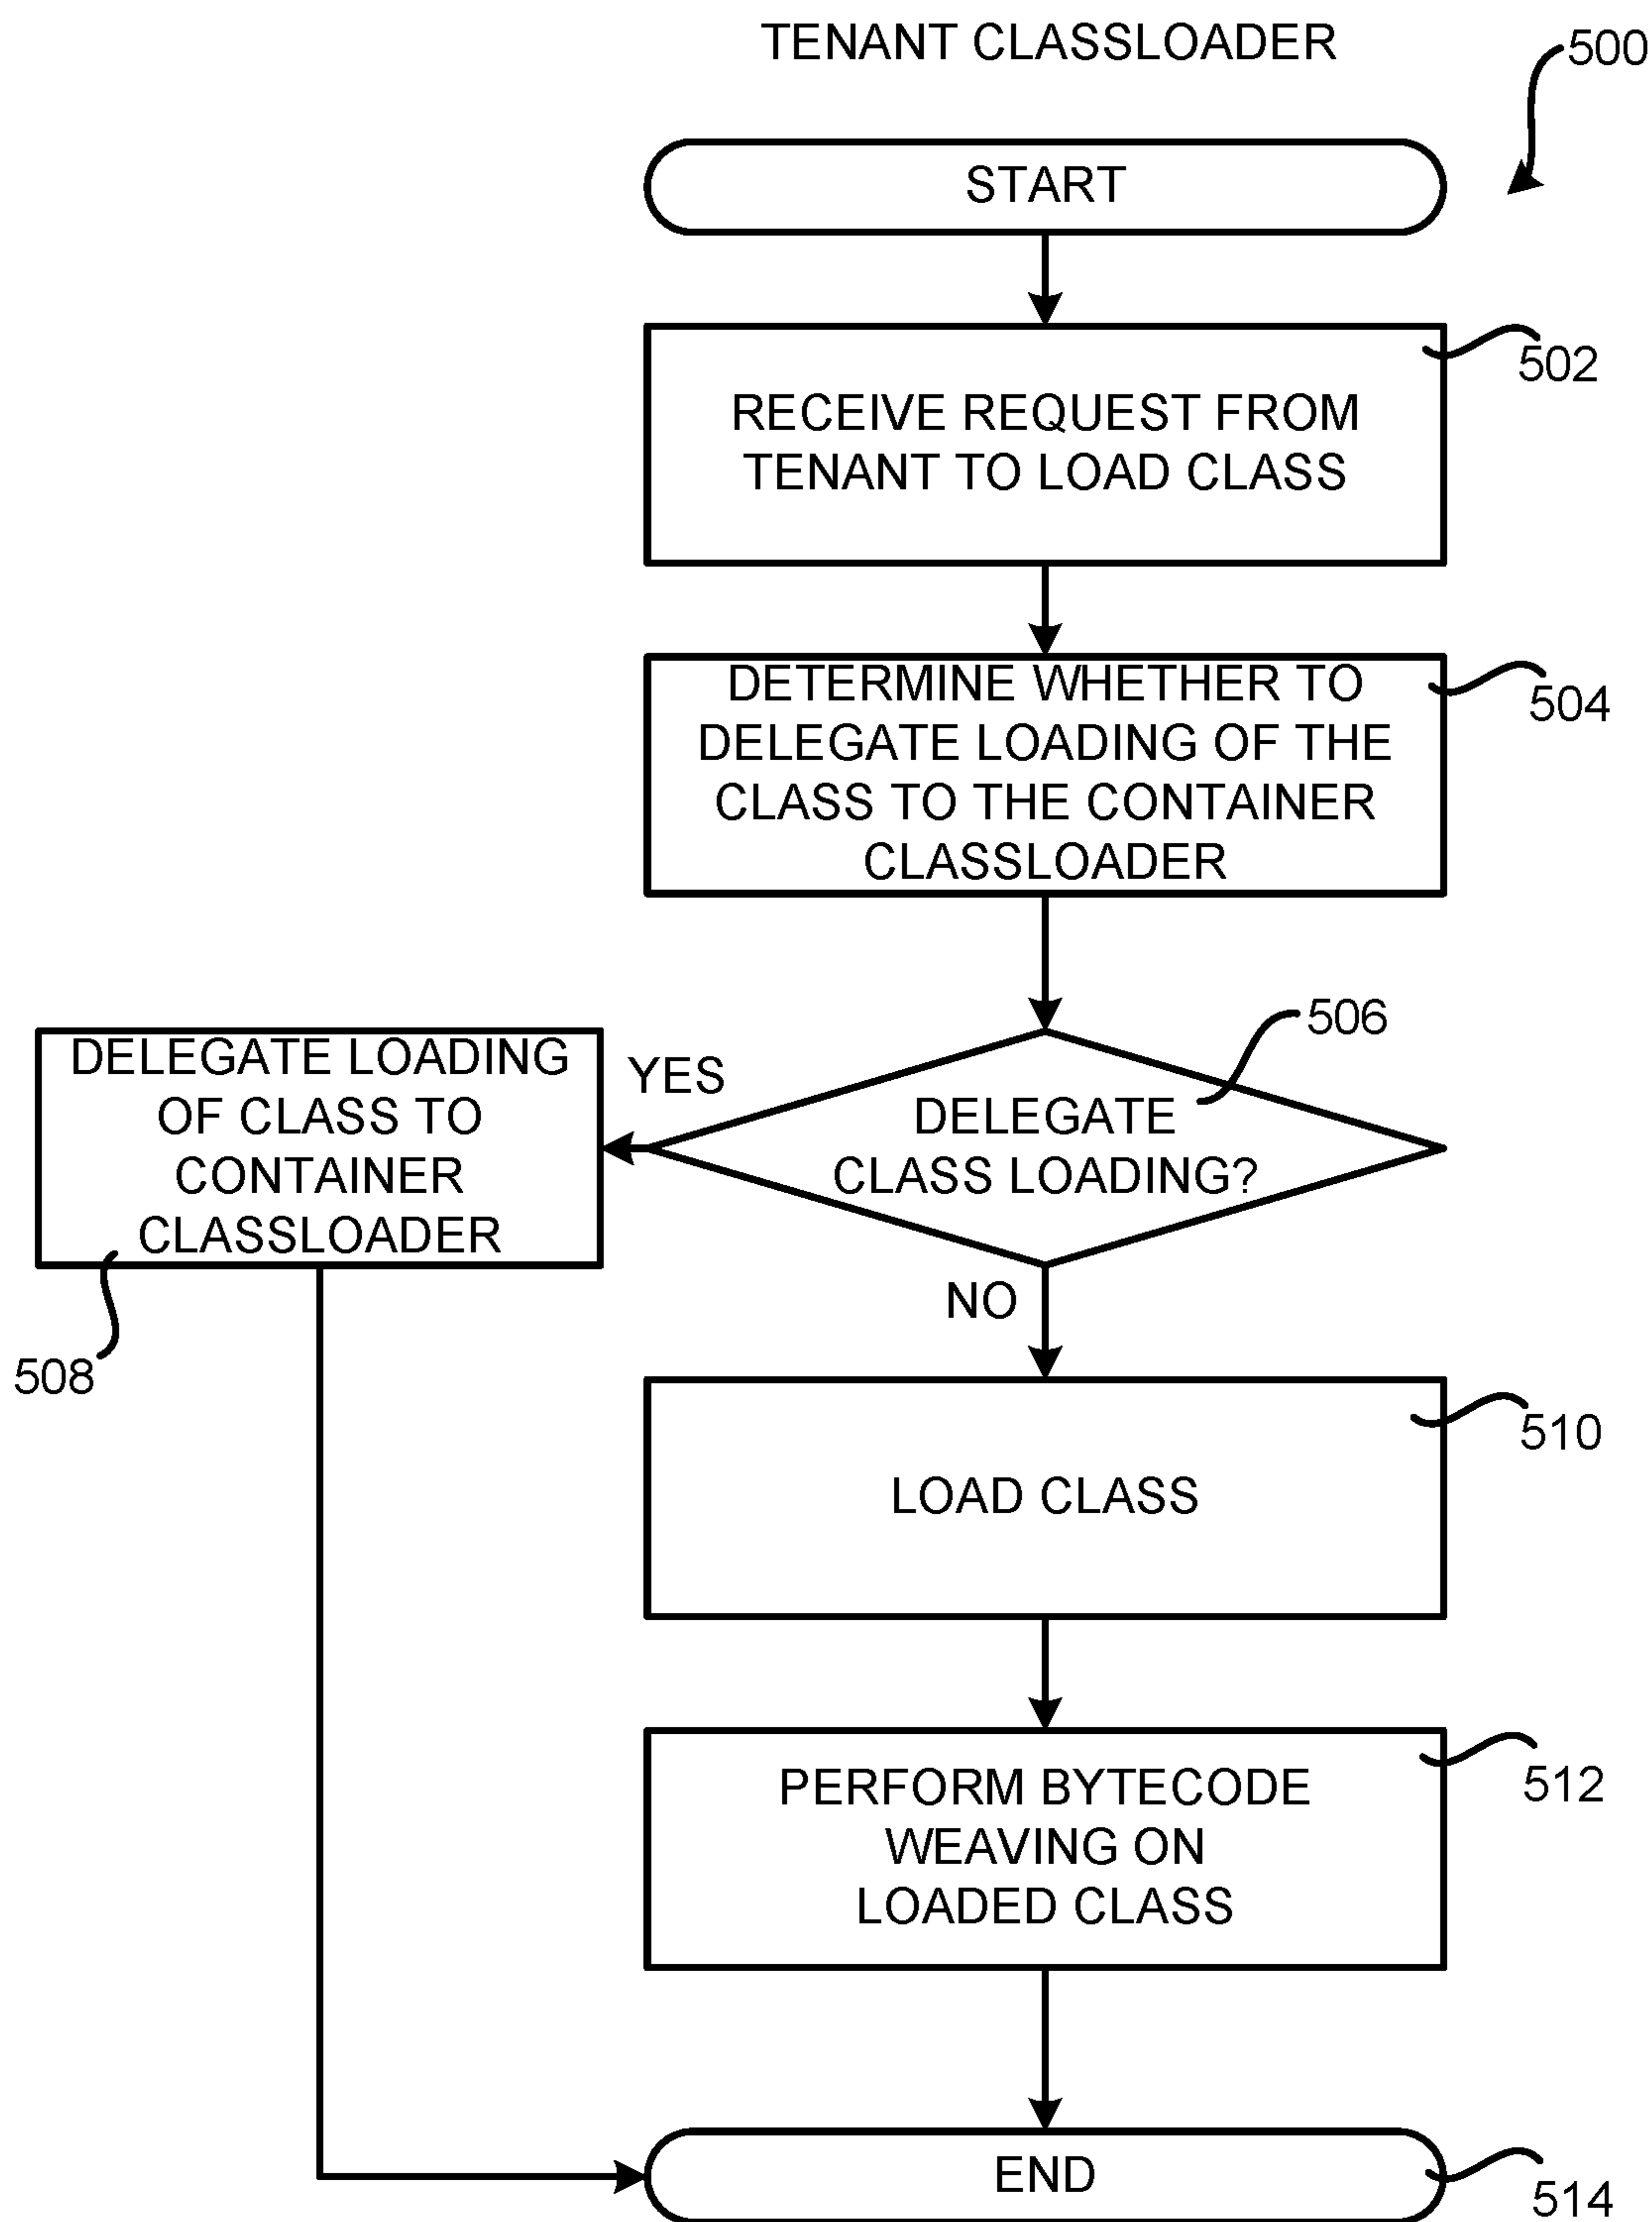 TENANT CLASSLOADER
500
START
502
RECEIVE REQUEST FROM
TENANT TO LOAD CLASS
504
DETERMINE WHETHER TO
DELEGATE LOADING OF THE
CLASS TO THE CONTAINER
CLASSLOADER
506
DELEGATE
CLASS LOADING?
YES
DELEGATE LOADING
OF CLASS TO
CONTAINER
CLASSLOADER
508
NO
510
LOAD CLASS
512
PERFORM BYTECODE
WEAVING ON
LOADED CLASS
END
514